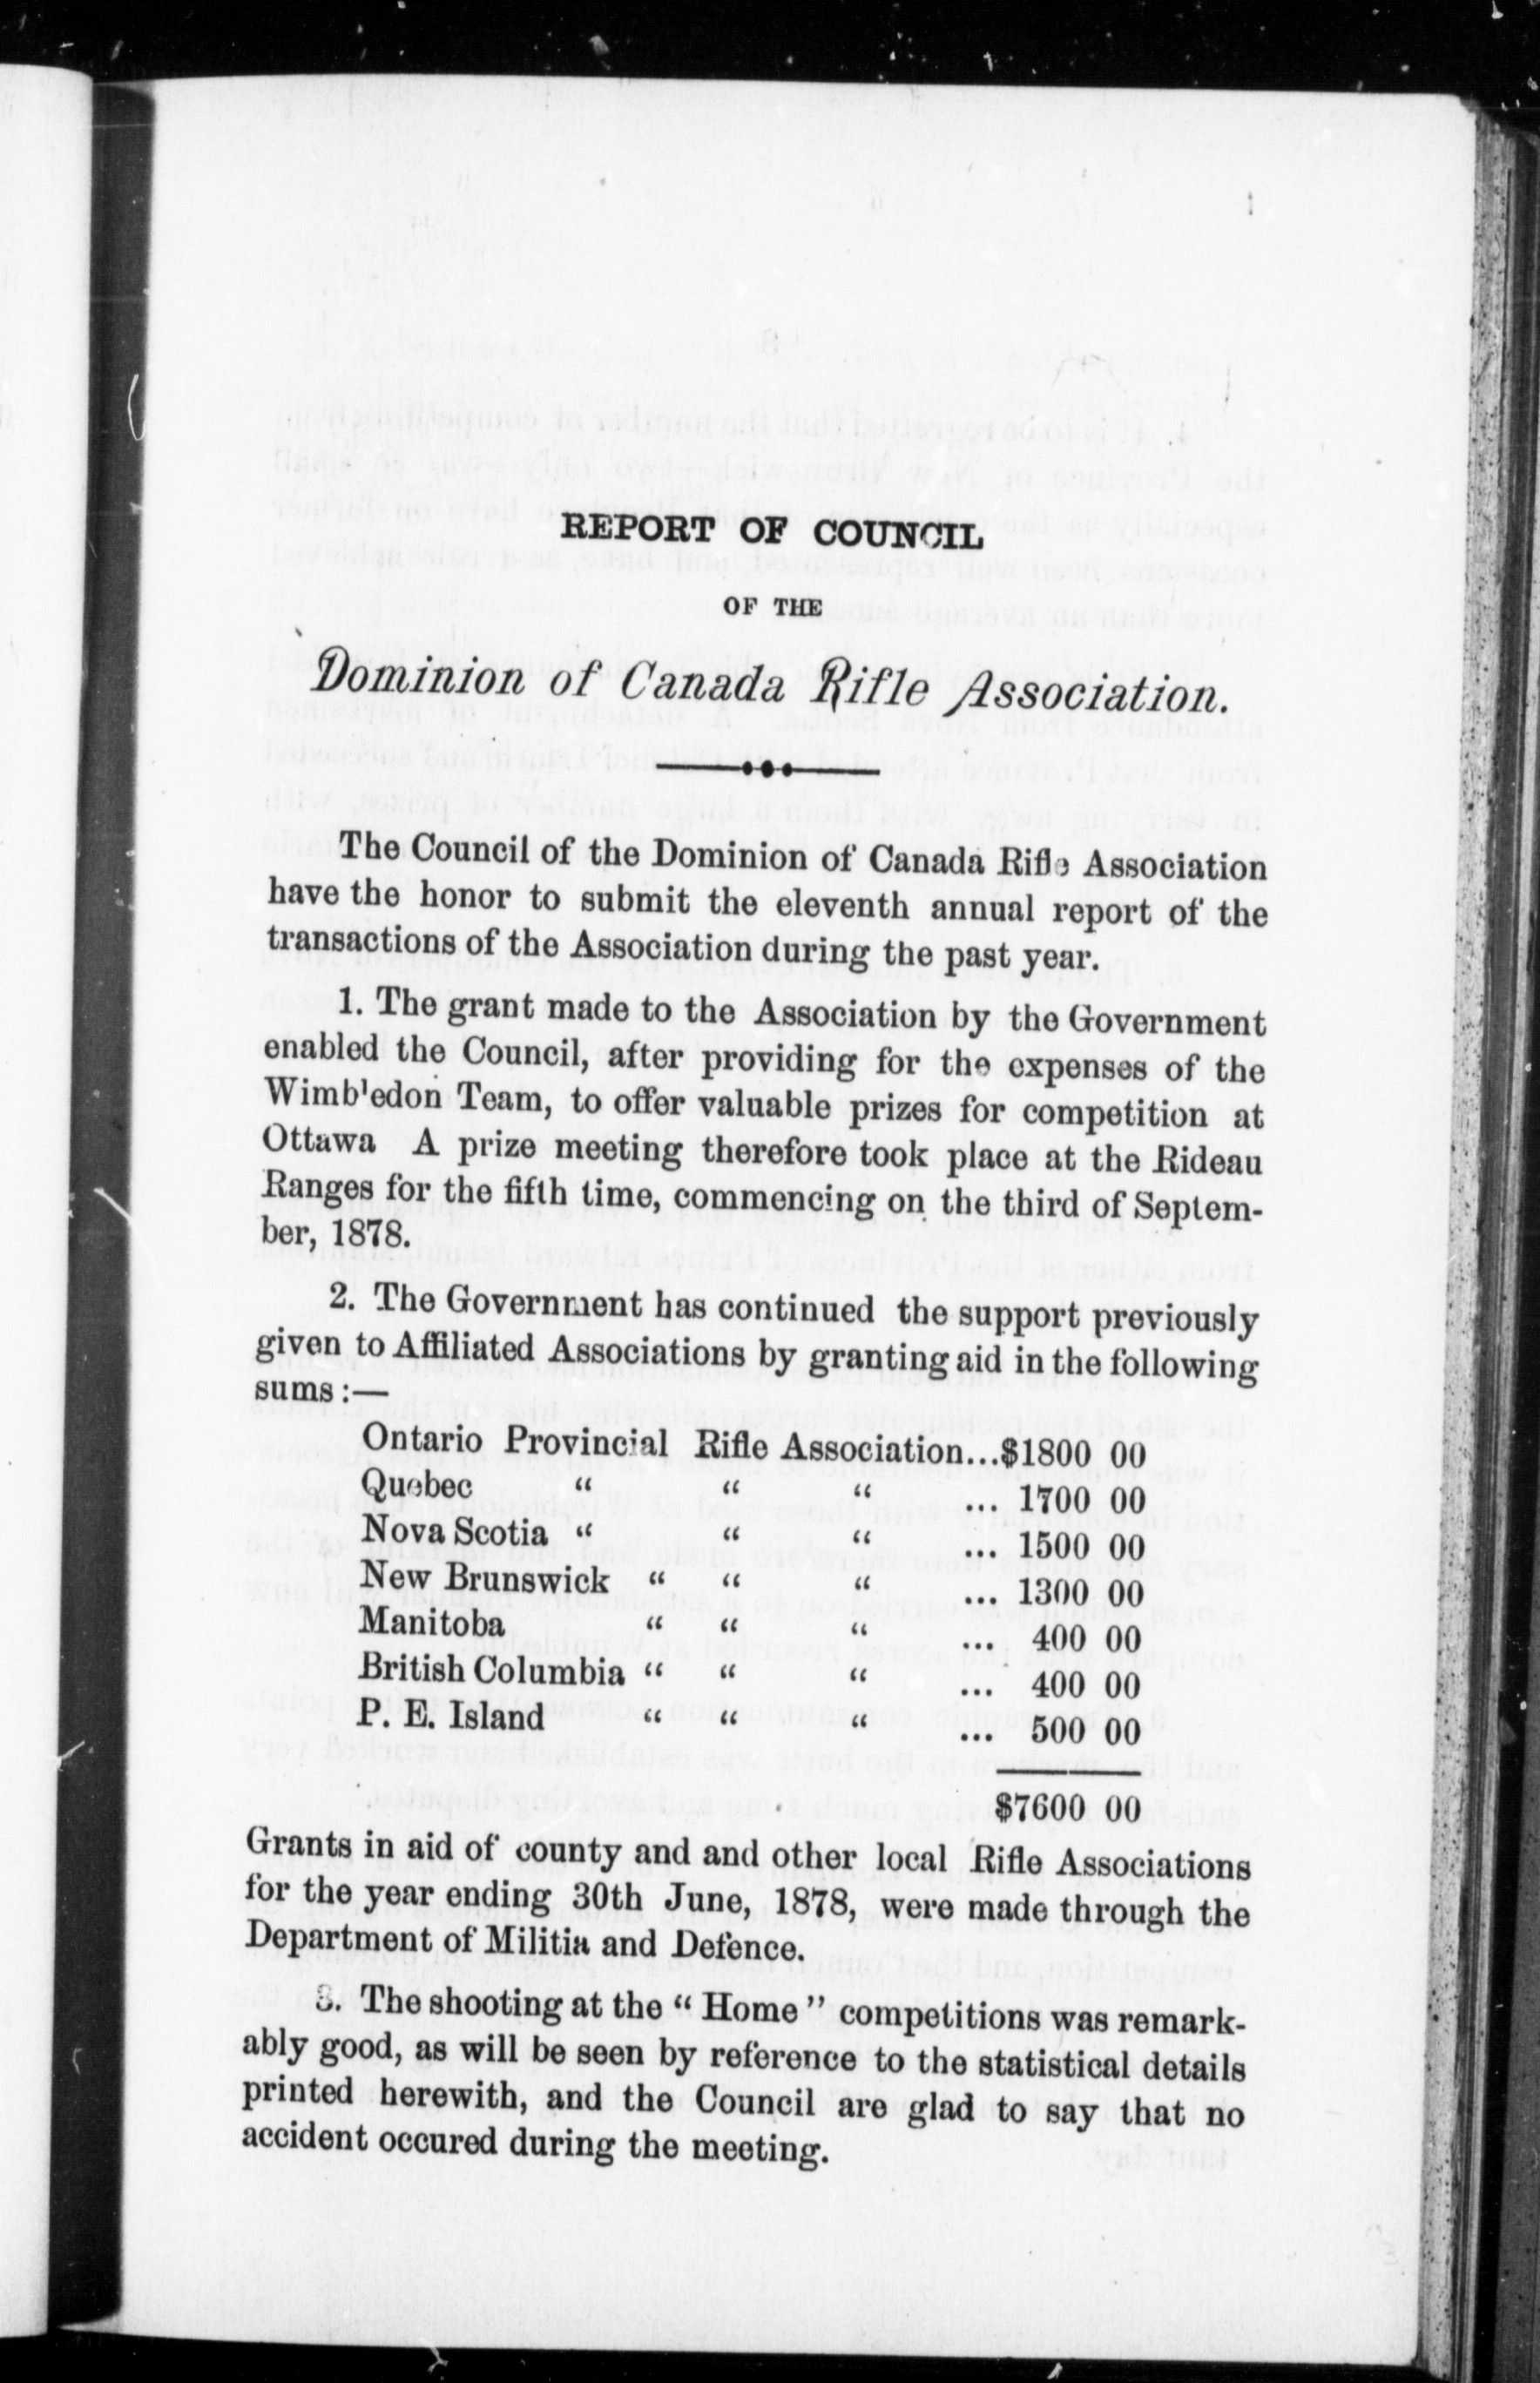 REPORT OF COUNCIL
OF THE
Dominion of Canada Rifle Association.
The Council of the Dominion of Canada Rifle Association
have the honor to submit the eleventh annual report of the
transactions of the Association during the past year.
1. The grant made to the Association by the Government
enabled the Council, after providing for the expenses of the
Wimbledon Team, to offer valuable prizes for competition at
Ottawa A prize meeting therefore took place at the Rideau
Ranges for the fifth time, commencing on the third of Septem-
ber, 1878.
2. The Government has continued the support previously
given to Affiliated Associations by granting aid in the following
sums :—
Ontario Provincial Rifle Association...$1800 00
Quebec “ “ “ ... 1700 00
Nova Scotia “ “ “ ... 1500 00
New Brunswick “ “ “ ... 1300 00
Manitoba “ “ “ ... 400 00
British Columbia “ “ “ ... 400 00
P. E. Island “ “ “ ... 500 00
$7600 00
Grants in aid of county and and other local Rifle Associations
for the year ending 30th June, 1878, were made through the
Department of Militia and Defence.
3. The shooting at the “ Home ” competitions was remark-
ably good, as will be seen by reference to the statistical details
printed herewith, and the Council are glad to say that no
accident occured during the meeting.